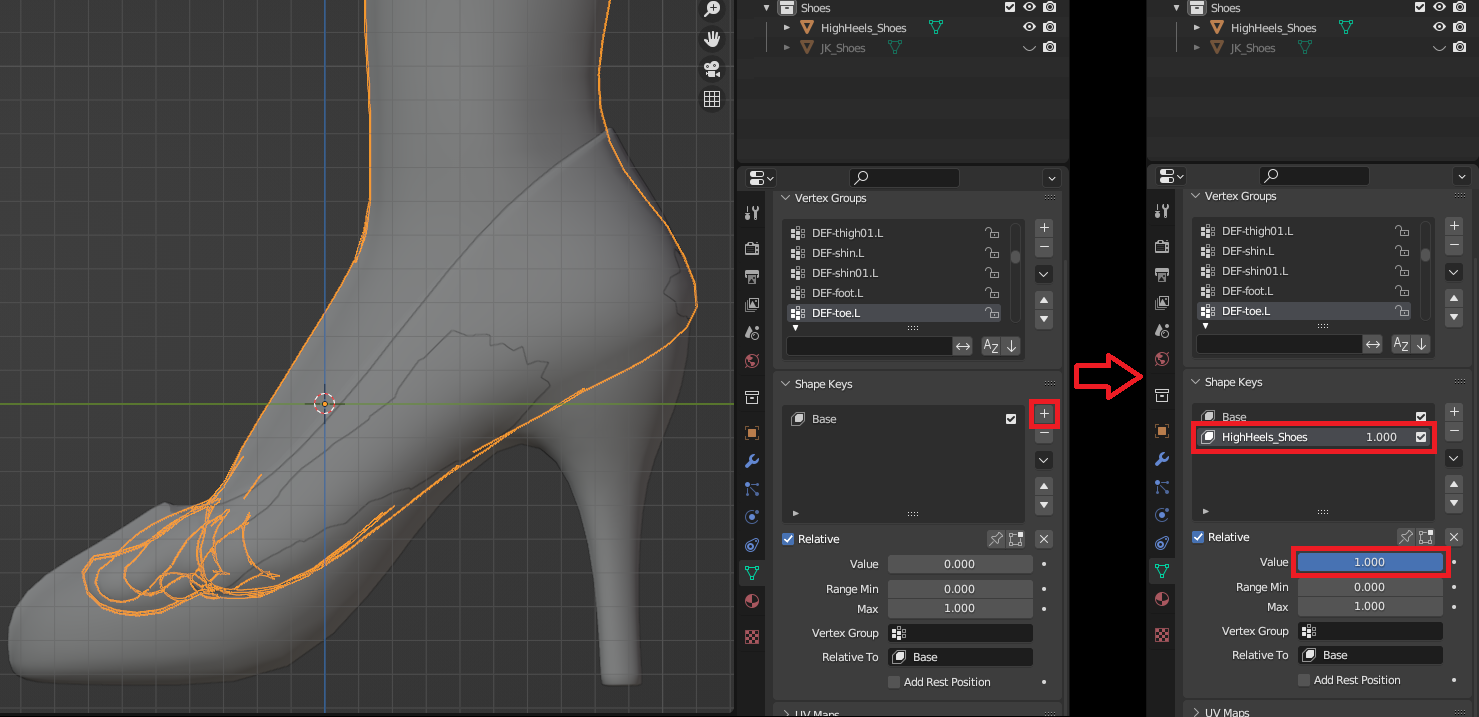 Shoes
HighHeels_Shoes
JK_Shoes
Vertex Groups
DEF-thigh01.L
DEF-shin.L
DEF-shin01.L
DEF-foot.L
DEF-toe.L
AZ
Shape Keys
Base
Relative
Value 0.000
Range Min 0.000
Max 1.000
Vertex Group
Relative To Base
Add Rest Position
UV Maps
Shoes
HighHeels_Shoes
JK_Shoes
Vertex Groups
DEF-thigh01.L
DEF-shin.L
DEF-shin01.L
DEF-foot.L
DEF-toe.L
AZ
Shape Keys
Base
HighHeels_Shoes 1.000
Relative
Value 1.000
Range Min 0.000
Max 1.000
Vertex Group
Relative To Base
Add Rest Position
UV Maps